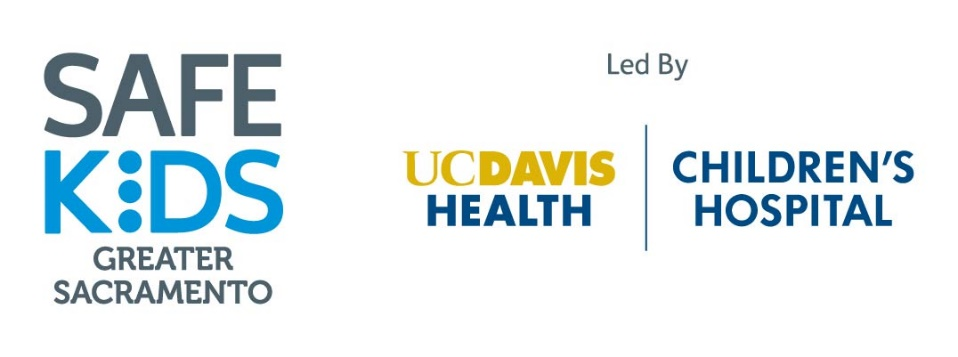 SAFE
KIDS
GREATER
SACRAMENTO
Led By
UCDAVIS
HEALTH
CHILDREN'S
HOSPITAL